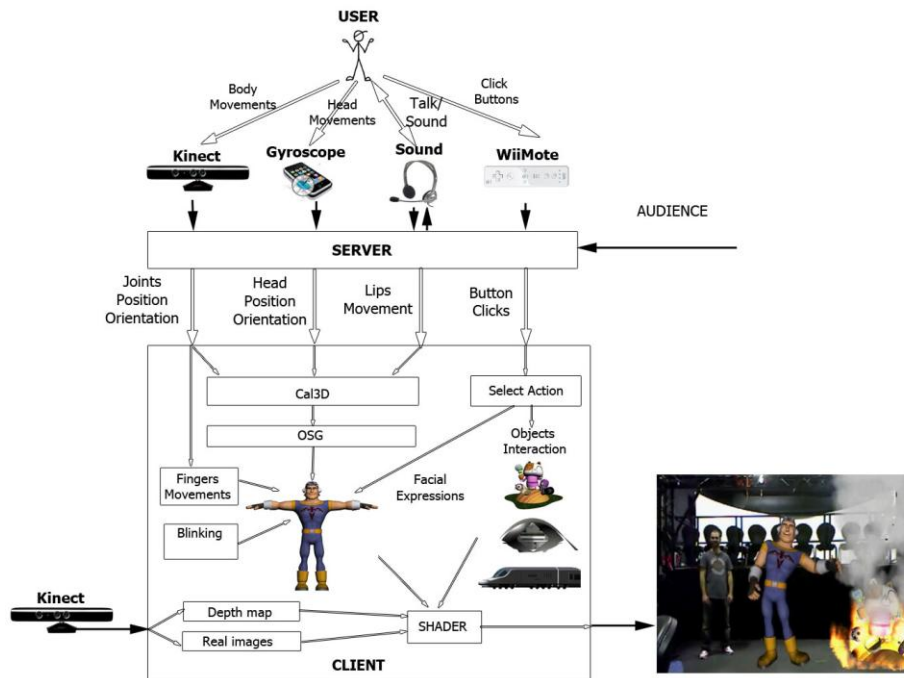 USER
Body
Movements
Head
Movements
Talk/
Sound
Click
Buttons
Kinect
Gyroscope
Sound
WiiMote
AUDIENCE
SERVER
Joints
Position
Orientation
Head
Position
Orientation
Lips
Movement
Button
Clicks
Cal3D
Select Action
OSG
Objects
Interaction
Fingers
Movements
Facial
Expressions
Blinking
Kinect
Depth map
Real images
SHADER
CLIENT